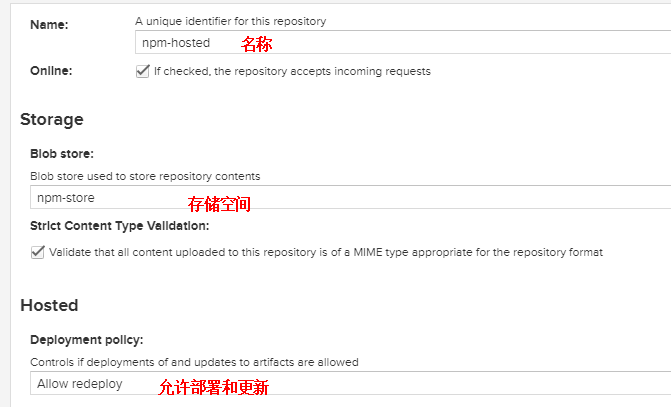 Name:
A unique identifier for this repository
npm-hosted 名称
Online:
If checked, the repository accepts incoming requests
Storage
Blob store:
Blob store used to store repository contents
npm-store 存储空间
Strict Content Type Validation:
Validate that all content uploaded to this repository is of a MIME type appropriate for the repository format
Hosted
Deployment policy:
Controls if deployments of and updates to artifacts are allowed
Allow redeploy 允许部署和更新